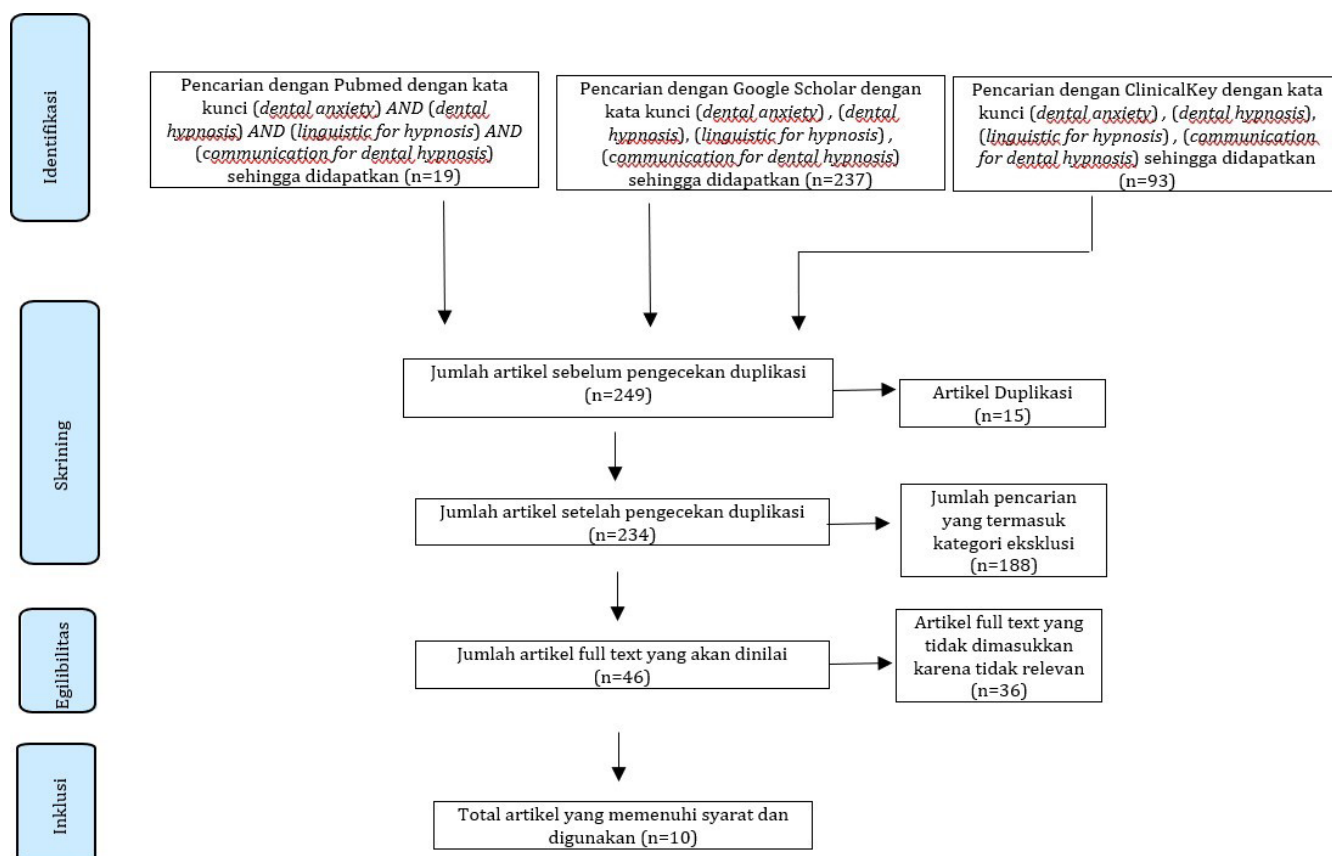 Identifikasi
Pencarian dengan Pubmed dengan kata
kunci (dental anxiety) AND (dental
hypnosis) AND (linguistic for hypnosis) AND
(communication for dental hypnosis)
sehingga didapatkan (n=19)
Pencarian dengan Google Scholar dengan
kata kunci (dental anxiety) , (dental
hypnosis), (linguistic for hypnosis) ,
(communication for dental hypnosis)
sehingga didapatkan (n=237)
Pencarian dengan ClinicalKey dengan kata
kunci (dental anxiety) , (dental hypnosis),
(linguistic for hypnosis) , (communication
for dental hypnosis) sehingga didapatkan
(n=93)
Skrining
Jumlah artikel sebelum pengecekan duplikasi
(n=249)
Artikel Duplikasi
(n=15)
Jumlah artikel setelah pengecekan duplikasi
(n=234)
Jumlah pencarian
yang termasuk
kategori eksklusi
(n=188)
Egilibilitas
Jumlah artikel full text yang akan dinilai
(n=46)
Artikel full text yang
tidak dimasukkan
karena tidak relevan
(n=36)
Inklusi
Total artikel yang memenuhi syarat dan
digunakan (n=10)